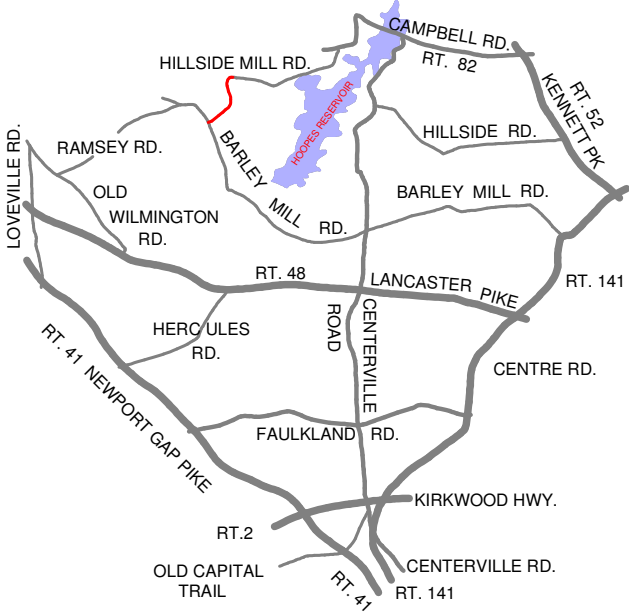 CAMPBELL RD.
RT. 82
HILLSIDE MILL RD.
RT. 52
KENNETT PK
HOOPES RESERVOIR
HILLSIDE RD.
LOVEVILLE RD.
RAMSEY RD.
BARLEY MILL RD.
OLD WILMINGTON RD.
BARLEY MILL RD.
RT. 48
LANCASTER PIKE
RT. 141
HERCULES RD.
CENTERVILLE ROAD
CENTRE RD.
RT. 41 NEWPORT GAP PIKE
FAULKLAND RD.
KIRKWOOD HWY.
RT.2
OLD CAPITAL TRAIL
CENTERVILLE RD.
RT. 41
RT. 141